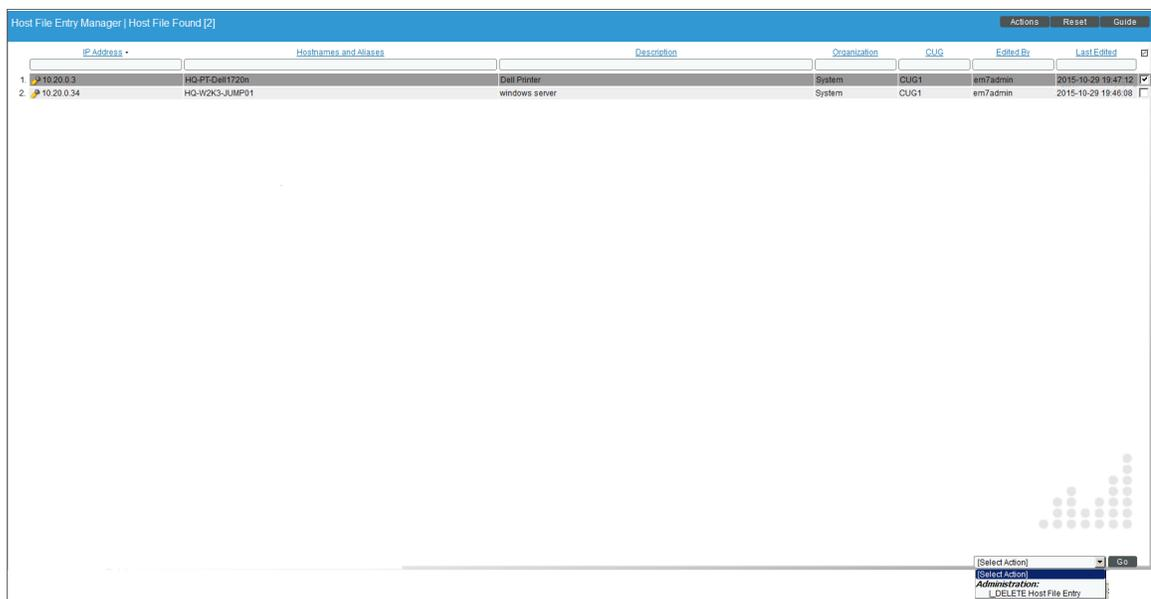 Host File Entry Manager | Host File Found [2]
Actions Reset Guide
IP Address Hostnames and Aliases Description Organization CUG Edited By Last Edited
1. 10.20.0.3 HQ-PT-Dell1720n Dell Printer System CUG1 em7admin 2015-10-29 19:47:12
2. 10.20.0.34 HQ-W2K3-JUMP01 windows server System CUG1 em7admin 2015-10-29 19:46:08
[Select Action] Go
[Select Action]
Administration:
|_DELETE Host File Entry